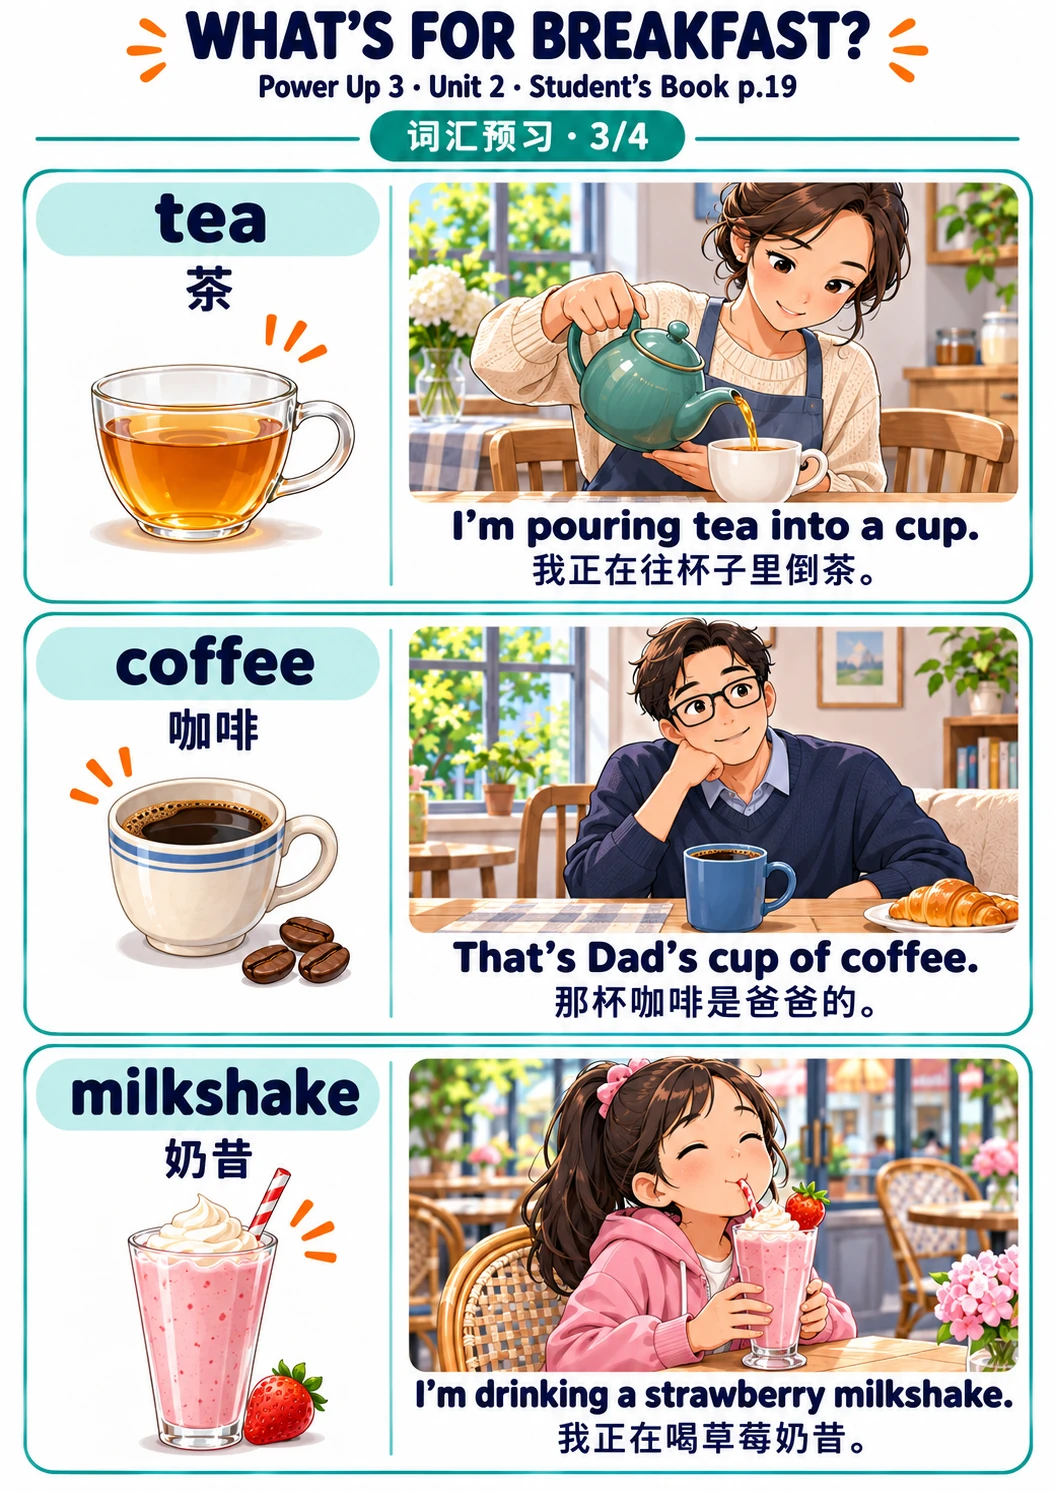 WHAT'S FOR BREAKFAST?
Power Up 3 · Unit 2 · Student's Book p.19
词汇预习 · 3/4
tea
茶
I'm pouring tea into a cup.
我正在往杯子里倒茶。
coffee
咖啡
That's Dad's cup of coffee.
那杯咖啡是爸爸的。
milkshake
奶昔
I'm drinking a strawberry milkshake.
我正在喝草莓奶昔。